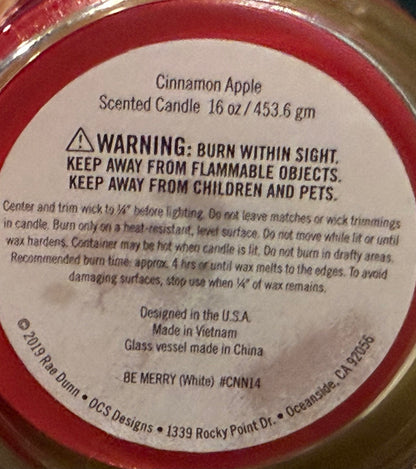 Cinnamon Apple
Scented Candle 16 oz / 453.6 gm
⚠WARNING: BURN WITHIN SIGHT.
KEEP AWAY FROM FLAMMABLE OBJECTS.
KEEP AWAY FROM CHILDREN AND PETS.
Center and trim wick to ¼" before lighting. Do not leave matches or wick trimmings
in candle. Burn only on a heat-resistant, level surface. Do not move while lit or until
wax hardens. Container may be hot when candle is lit. Do not burn in drafty areas.
Recommended burn time: approx. 4 hrs or until wax melts to the edges. To avoid
damaging surfaces, stop use when ¼" of wax remains.
Designed in the U.S.A.
Made in Vietnam
Glass vessel made in China
BE MERRY (White) #CNN14
© 2019 Rae Dunn • DCS Designs • 1339 Rocky Point Dr. • Oceanside, CA 92056